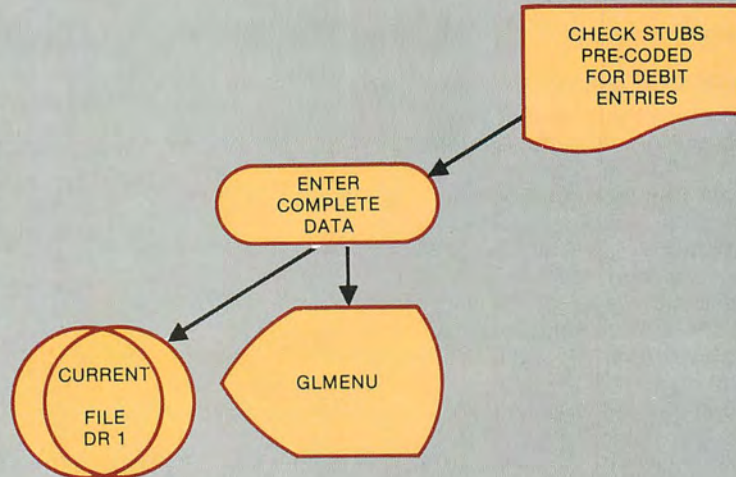 CHECK STUBS
PRE-CODED
FOR DEBIT
ENTRIES
ENTER
COMPLETE
DATA
CURRENT
FILE
DR 1
GLMENU